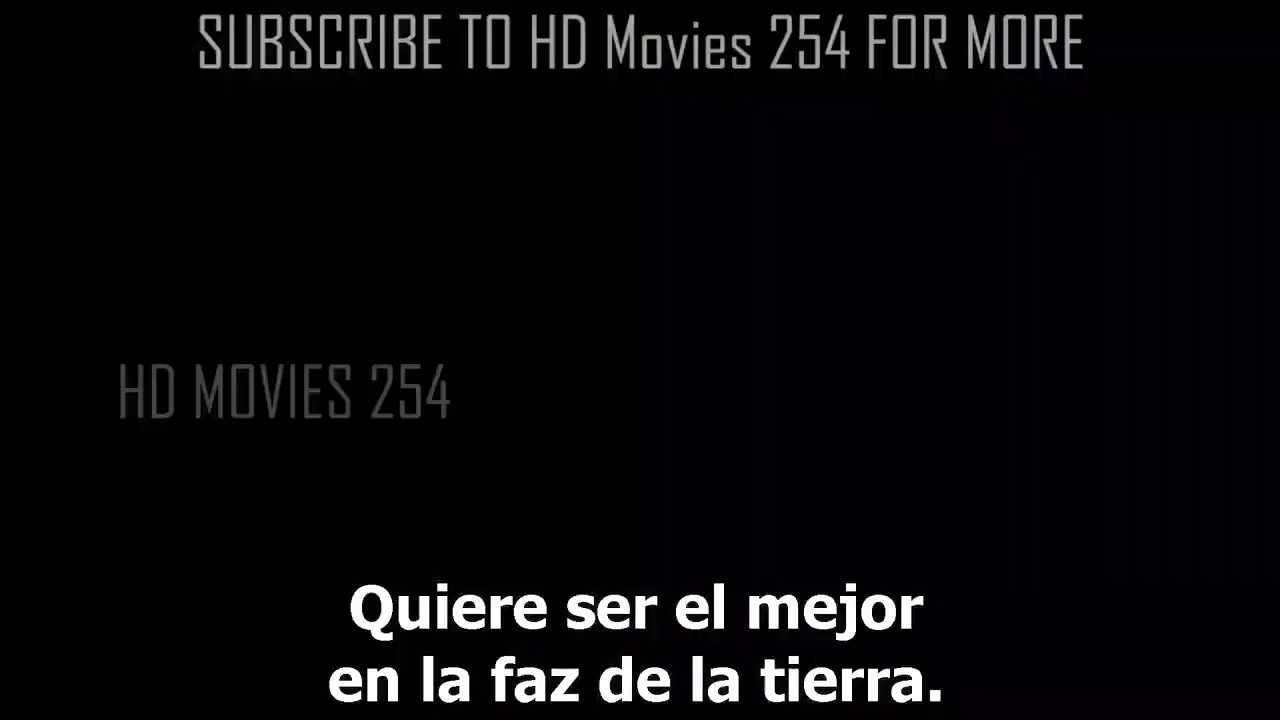 SUBSCRIBE TO HD Movies 254 FOR MORE
HD MOVIES 254
Quiere ser el mejor
en la faz de la tierra.